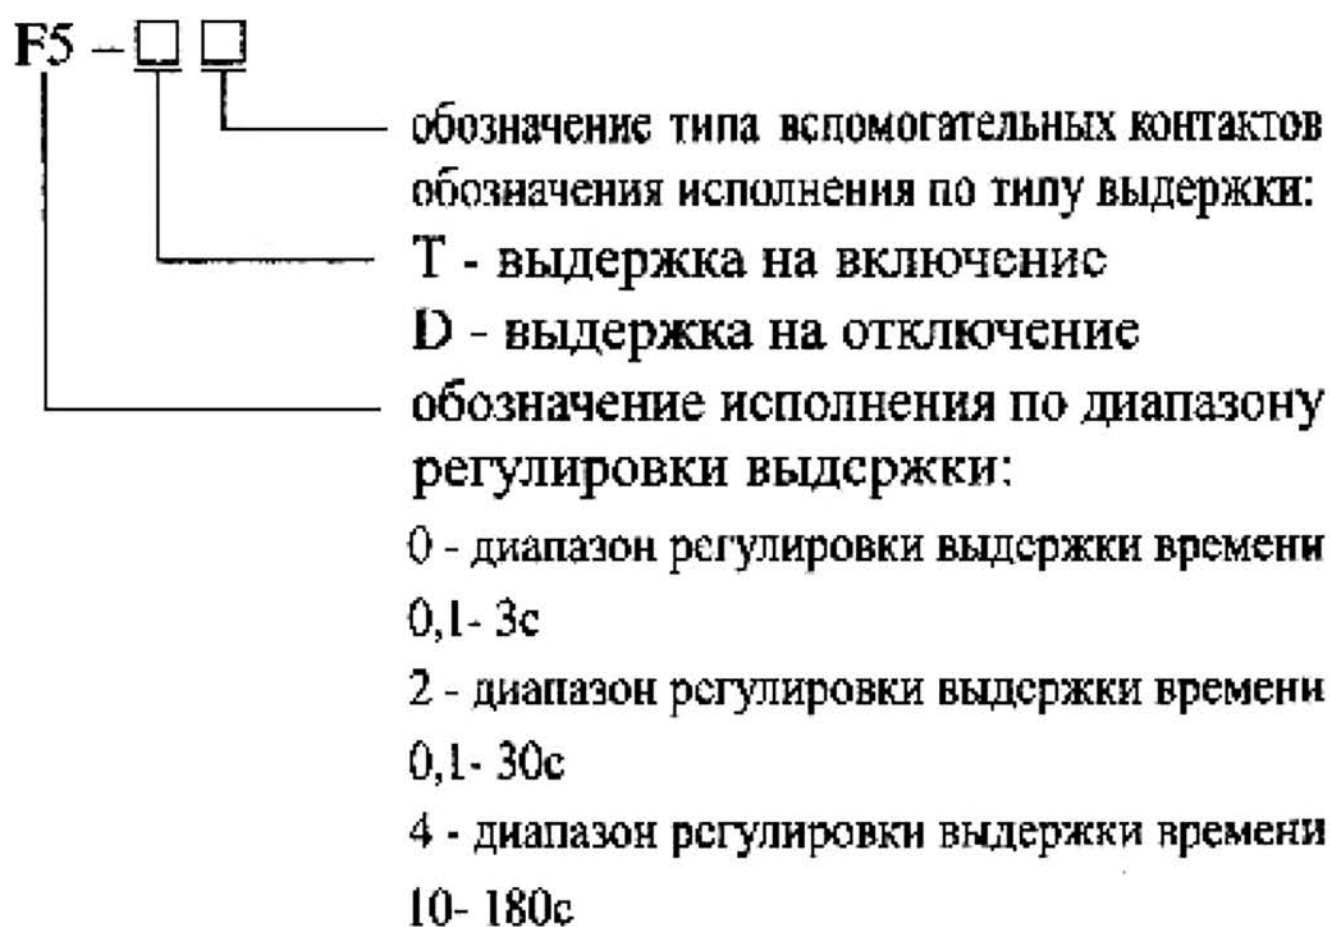 F5 – □ □
обозначение типа вспомогательных контактов
обозначения исполнения по типу выдержки:
Т - выдержка на включение
D - выдержка на отключение
обозначение исполнения по диапазону
регулировки выдержки:
0 - диапазон регулировки выдержки времени
0,1- 3с
2 - диапазон регулировки выдержки времени
0,1- 30с
4 - диапазон регулировки выдержки времени
10- 180с